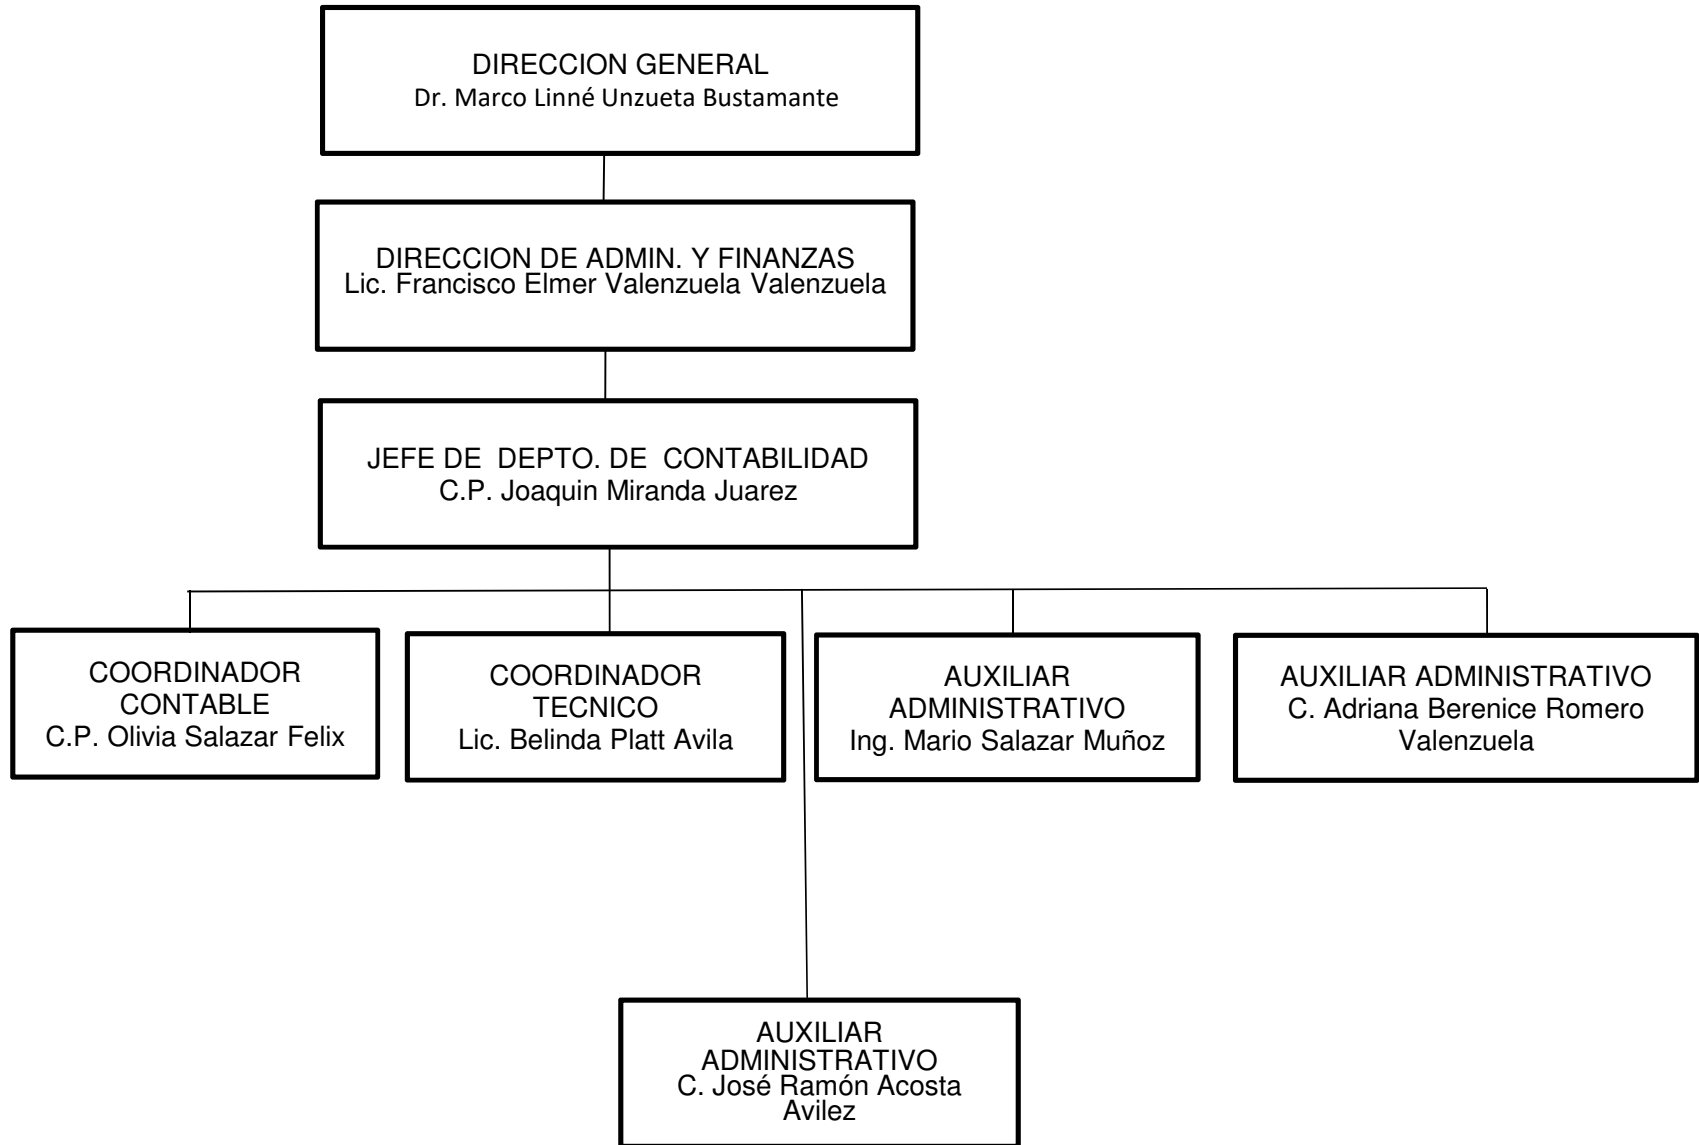 DIRECCION GENERAL
Dr. Marco Linné Unzueta Bustamante
DIRECCION DE ADMIN. Y FINANZAS
Lic. Francisco Elmer Valenzuela Valenzuela
JEFE DE DEPTO. DE CONTABILIDAD
C.P. Joaquin Miranda Juarez
COORDINADOR
CONTABLE
C.P. Olivia Salazar Felix
COORDINADOR
TECNICO
Lic. Belinda Platt Avila
AUXILIAR
ADMINISTRATIVO
Ing. Mario Salazar Muñoz
AUXILIAR ADMINISTRATIVO
C. Adriana Berenice Romero
Valenzuela
AUXILIAR
ADMINISTRATIVO
C. José Ramón Acosta
Avilez